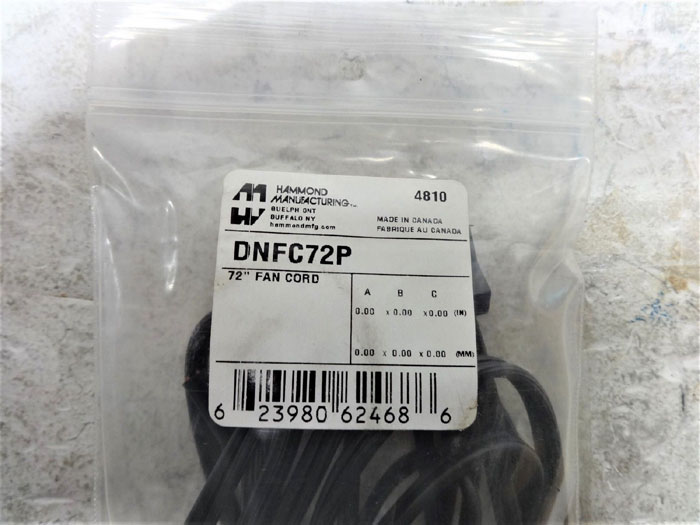 HAMMOND
MANUFACTURING™
GUELPH ONT
BUFFALO NY
hammondmfg.com
4810
MADE IN CANADA
FABRIQUE AU CANADA
DNFC72P
72" FAN CORD
A B C
0.00 x 0.00 x 0.00 (IN)
0.00 x 0.00 x 0.00 (MM)
6 23980 62468 6